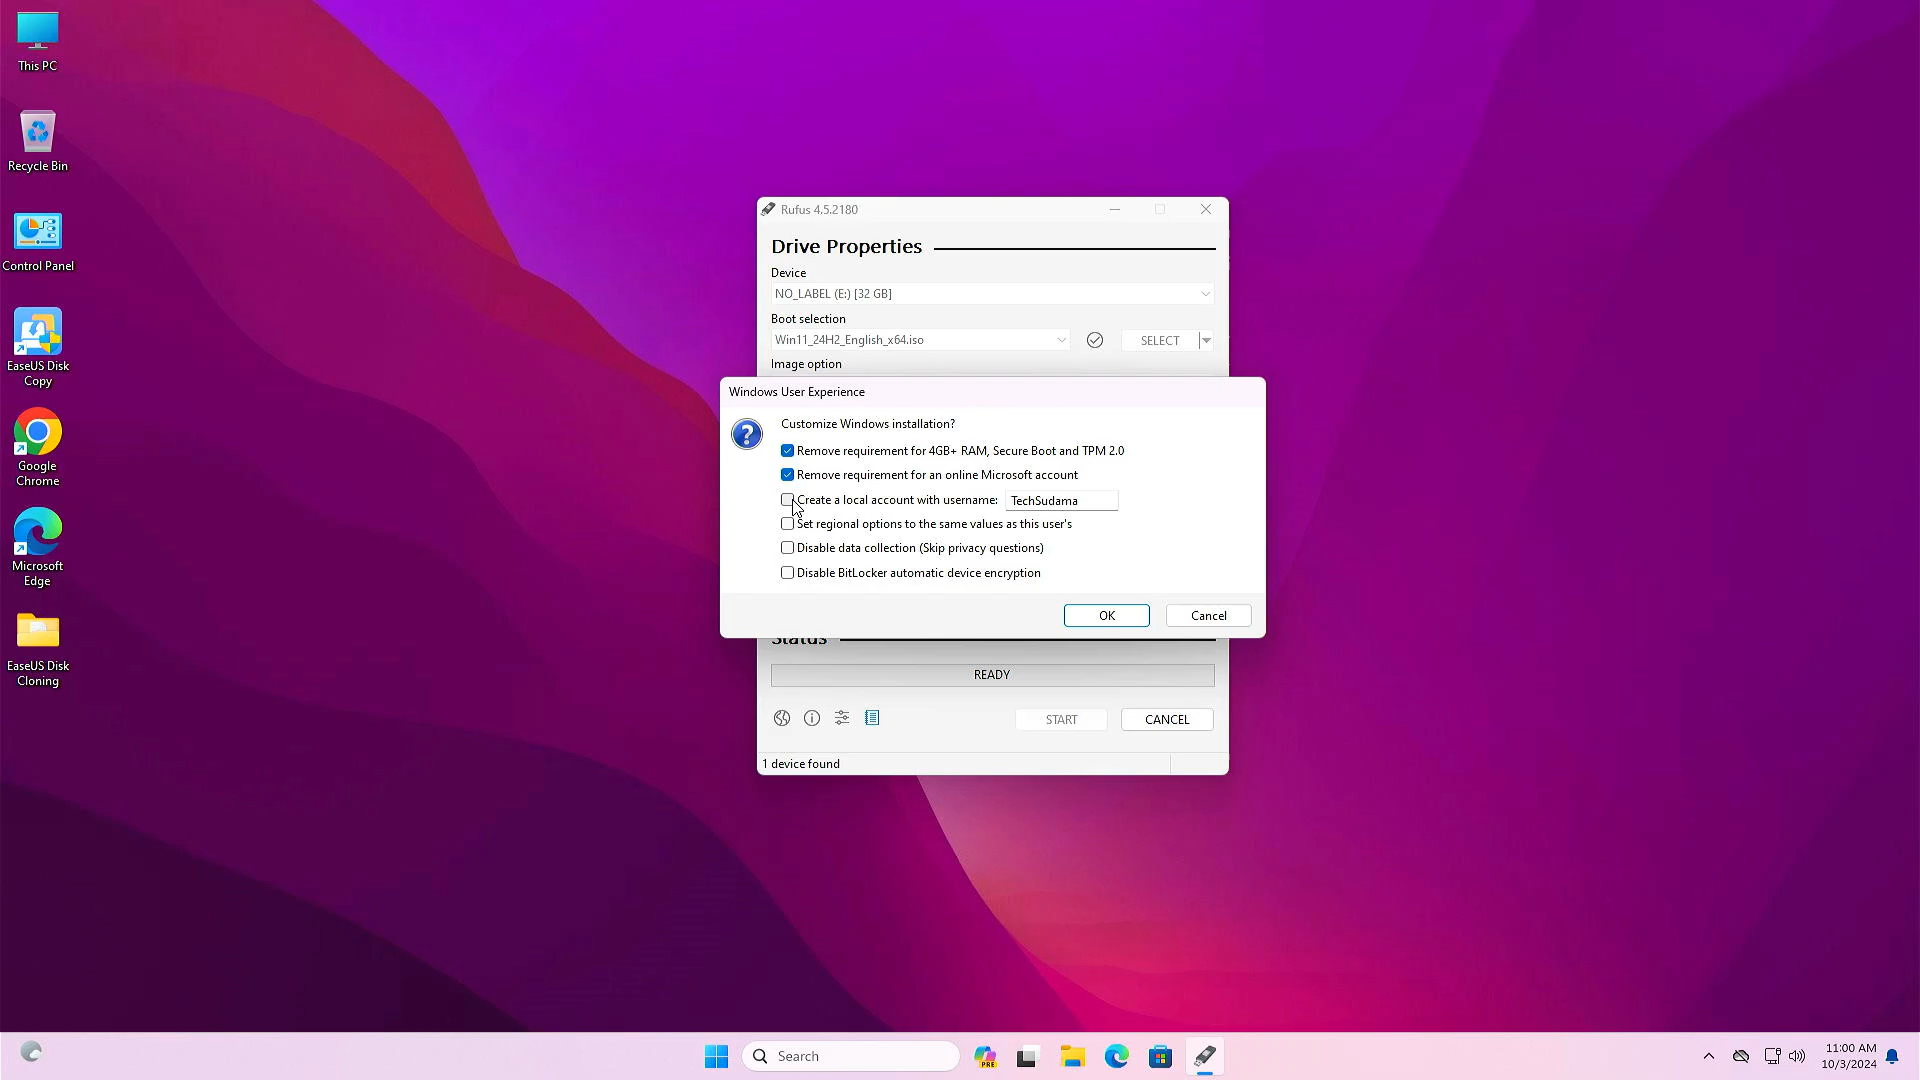 This PC
Recycle Bin
Control Panel
EaseUS Disk
Copy
Google
Chrome
Microsoft
Edge
EaseUS Disk
Cloning
Rufus 4.5.2180
Drive Properties
Device
NO_LABEL (E:) [32 GB]
Boot selection
Win11_24H2_English_x64.iso
SELECT
Image option
Windows User Experience
Customize Windows installation?
Remove requirement for 4GB+ RAM, Secure Boot and TPM 2.0
Remove requirement for an online Microsoft account
Create a local account with username: TechSudama
Set regional options to the same values as this user's
Disable data collection (Skip privacy questions)
Disable BitLocker automatic device encryption
OK
Cancel
Status
READY
START
CANCEL
1 device found
Search
PRE
11:00 AM
10/3/2024